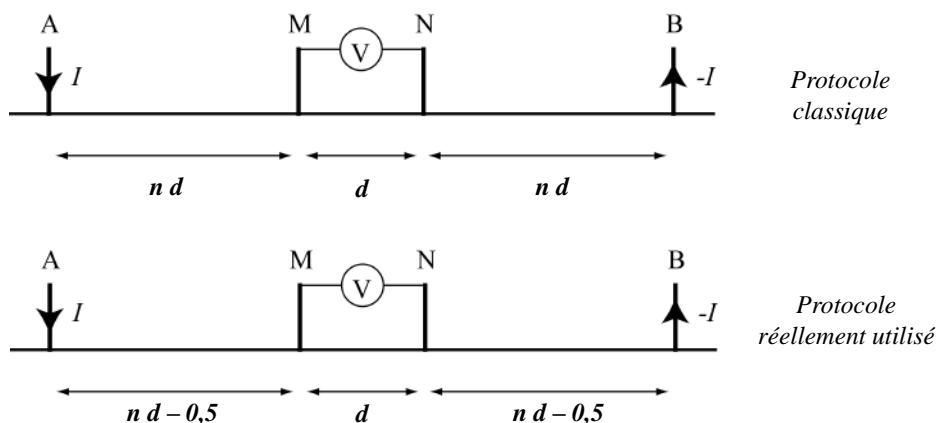 A M N B
V
I -I
Protocole
classique
n d d n d
A M N B
V
I -I
Protocole
réellement utilisé
n d – 0,5 d n d – 0,5